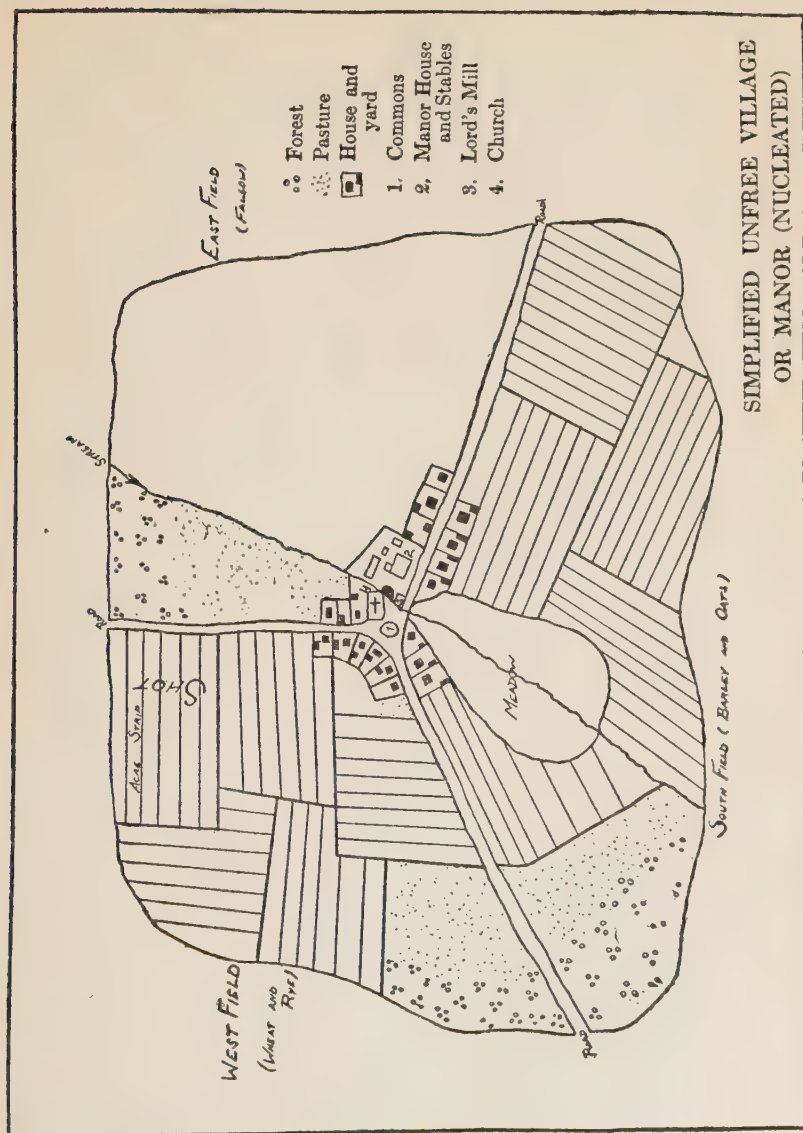 EAST FIELD
(FALLOW)
Forest
Pasture
House and
yard
1. Commons
2. Manor House
and Stables
3. Lord's Mill
4. Church
STREAM
ROAD
SHOT
ACRE STRIP
WEST FIELD
(WHEAT AND
RYE)
1
2
MEADOW
Road
ROAD
SOUTH FIELD (BARLEY AND OATS)
SIMPLIFIED UNFREE VILLAGE
OR MANOR (NUCLEATED)